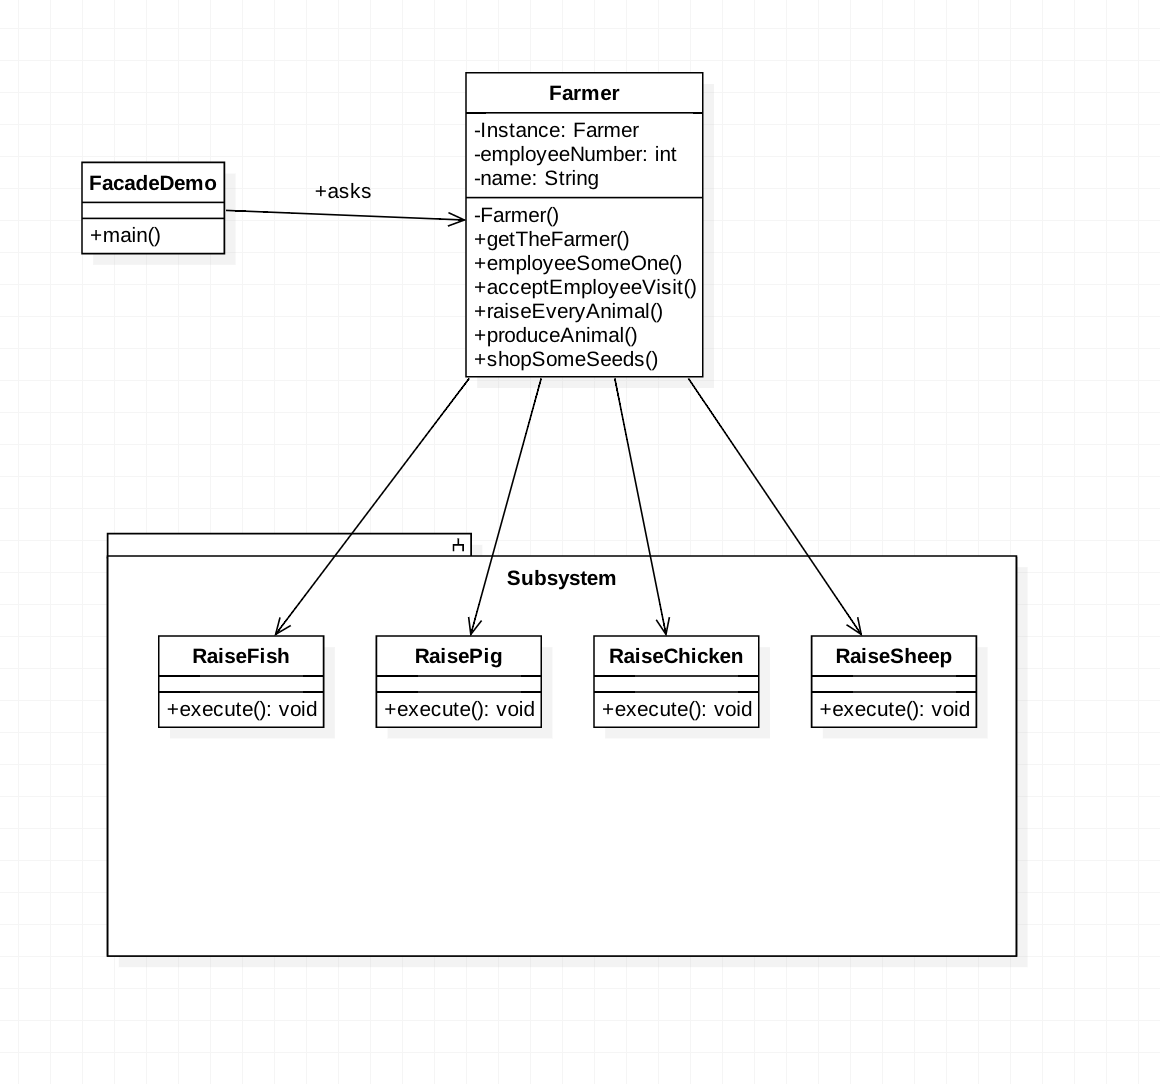 Farmer
-Instance: Farmer
-employeeNumber: int
-name: String
-Farmer()
+getTheFarmer()
+employeeSomeOne()
+acceptEmployeeVisit()
+raiseEveryAnimal()
+produceAnimal()
+shopSomeSeeds()
FacadeDemo
+main()
+asks
Subsystem
RaiseFish
+execute(): void
RaisePig
+execute(): void
RaiseChicken
+execute(): void
RaiseSheep
+execute(): void